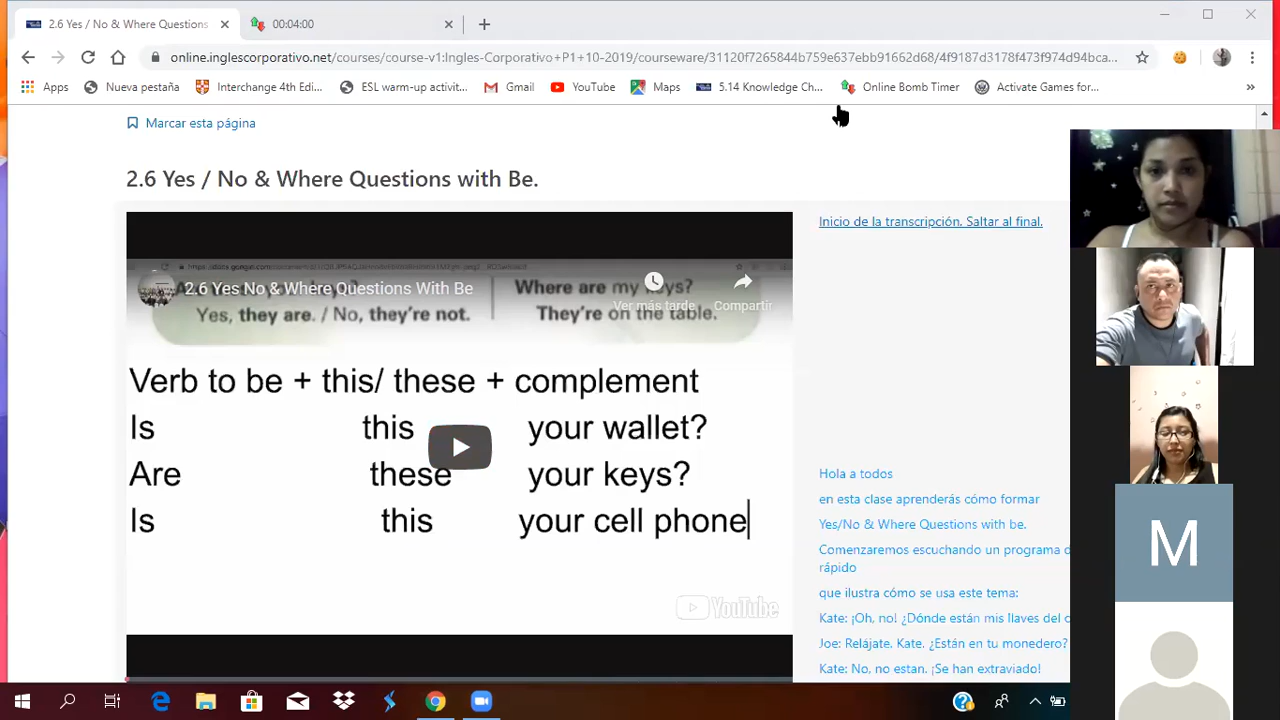 2.6 Yes / No & Where Questions
00:04:00
online.inglescorporativo.net/courses/course-v1:Ingles-Corporativo+P1+10-2019/courseware/31120f7265844b759e637ebb91662d68/4f9187d3178f473f974d94bca...
Apps Nueva pestaña Interchange 4th Edi... ESL warm-up activit... Gmail YouTube Maps 5.14 Knowledge Ch... Online Bomb Timer Activate Games for... »
Marcar esta página
2.6 Yes / No & Where Questions with Be.
2.6 Yes No & Where Questions With Be
Ver más tarde
Compartir
Yes, they are. / No, they're not.
Where are my keys?
They're on the table.
Verb to be + this/ these + complement
Is this your wallet?
Are these your keys?
Is this your cell phone
YouTube
Inicio de la transcripción. Saltar al final.
Hola a todos
en esta clase aprenderás cómo formar
Yes/No & Where Questions with be.
Comenzaremos escuchando un programa d
rápido
que ilustra cómo se usa este tema:
Kate: ¡Oh, no! ¿Dónde están mis llaves del c
Joe: Relájate, Kate. ¿Están en tu monedero?
Kate: No, no estan. ¡Se han extraviado!
M